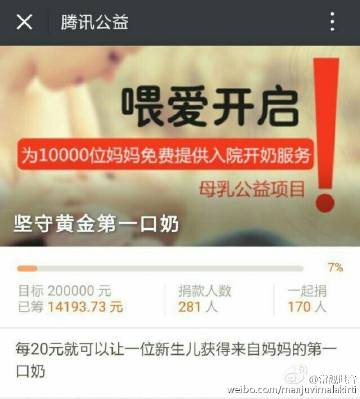 腾讯公益
喂爱开启
为10000位妈妈免费提供入院开奶服务
母乳公益项目
坚守黄金第一口奶
7%
目标 200000 元 捐款人数 一起捐
已筹 14193.73 元 281 人 170 人
每20元就可以让一位新生儿获得来自妈妈的第一
口奶
weibo.com/manjuvimalakirti